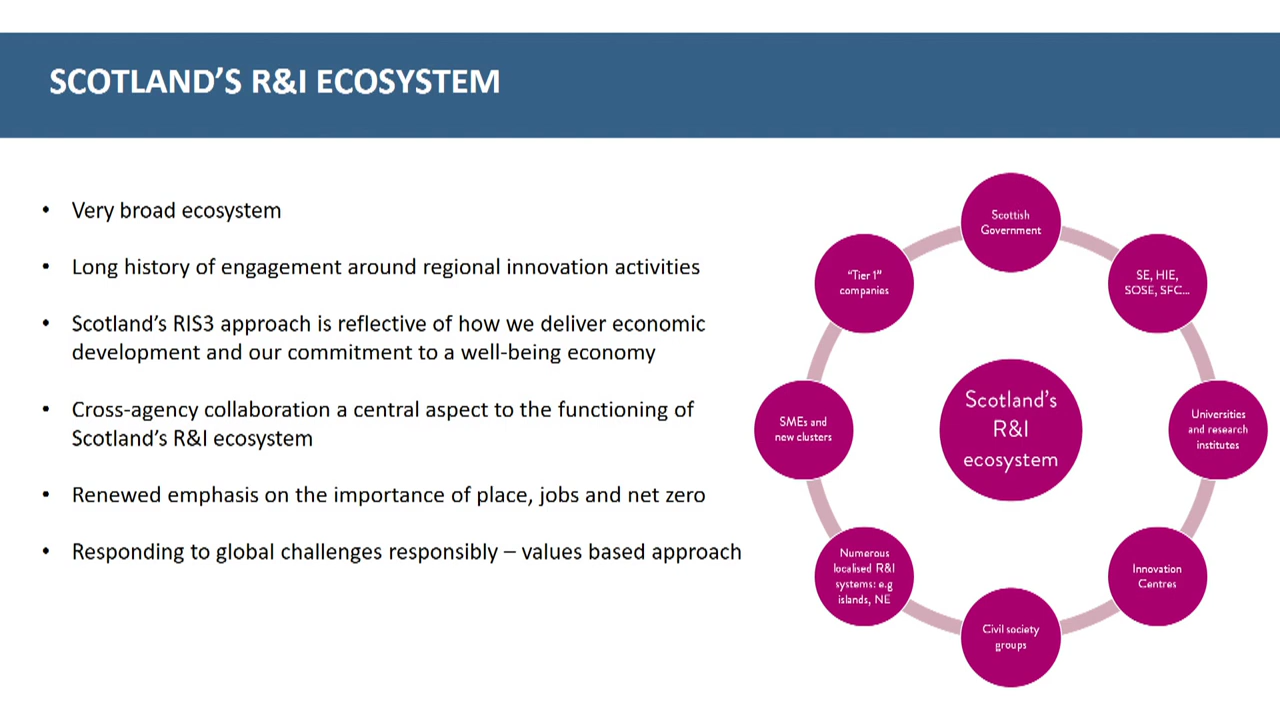 SCOTLAND’S R&I ECOSYSTEM
• Very broad ecosystem
• Long history of engagement around regional innovation activities
• Scotland’s RIS3 approach is reflective of how we deliver economic
development and our commitment to a well-being economy
• Cross-agency collaboration a central aspect to the functioning of
Scotland’s R&I ecosystem
• Renewed emphasis on the importance of place, jobs and net zero
• Responding to global challenges responsibly – values based approach
Scottish
Government
SE, HIE,
SOSE, SFC...
Universities
and research
institutes
Innovation
Centres
Civil society
groups
Numerous
localised R&I
systems: e.g
islands, NE
SMEs and
new clusters
“Tier 1”
companies
Scotland’s
R&I
ecosystem